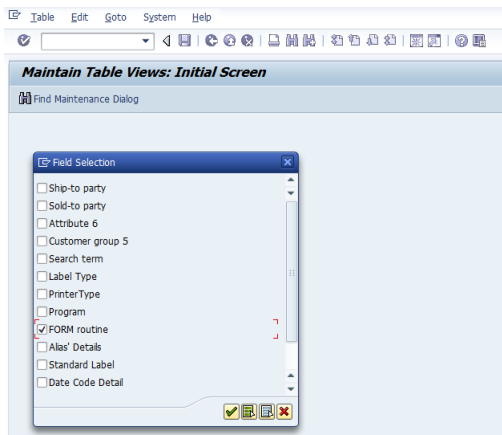 Table Edit Goto System Help
Maintain Table Views: Initial Screen
Find Maintenance Dialog
Field Selection
Ship-to party
Sold-to party
Attribute 6
Customer group 5
Search term
Label Type
PrinterType
Program
FORM routine
Alias' Details
Standard Label
Date Code Detail